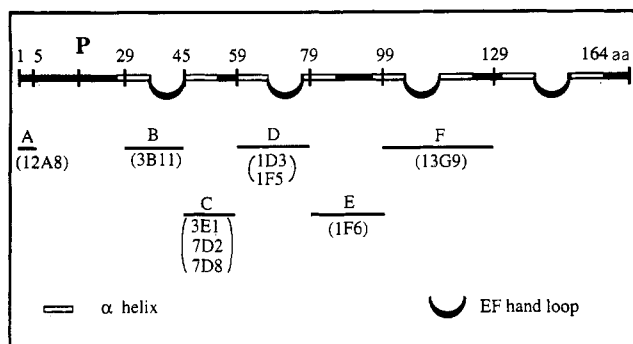 P
1 5 29 45 59 79 99 129 164 aa
A B D F
(12A8) (3B11) (1D3 (13G9)
1F5)
C E
(3E1 (1F6)
7D2
7D8)
α helix EF hand loop